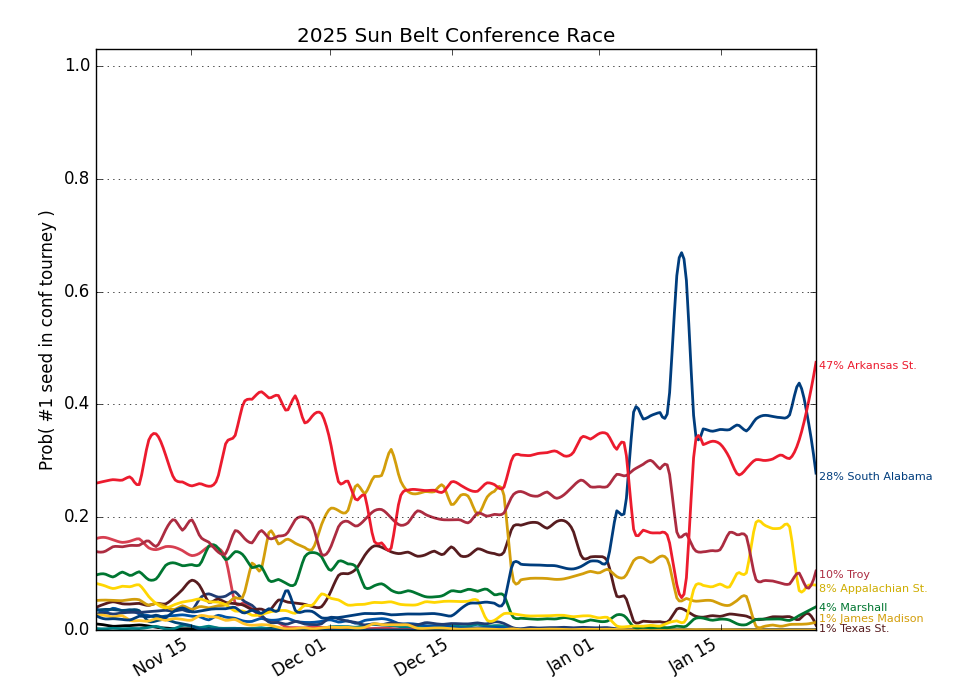 2025 Sun Belt Conference Race
Prob( #1 seed in conf tourney )
1.0
0.8
0.6
0.4
0.2
0.0
Nov 15
Dec 01
Dec 15
Jan 01
Jan 15
47% Arkansas St.
28% South Alabama
10% Troy
8% Appalachian St.
4% Marshall
1% James Madison
1% Texas St.